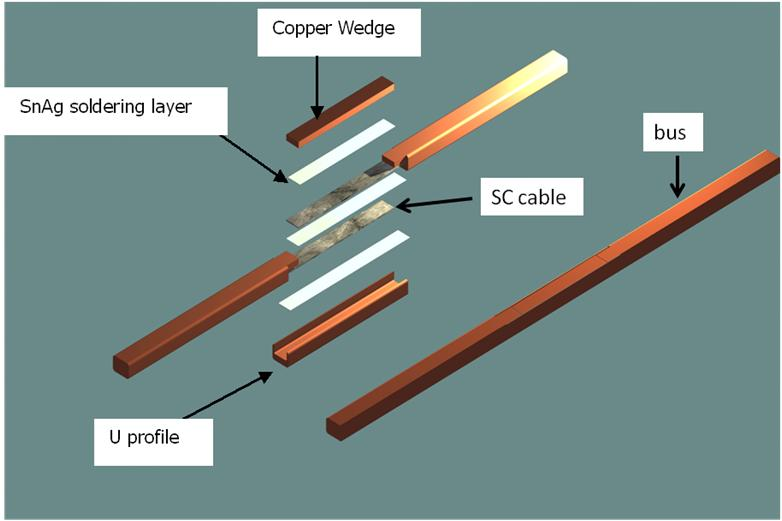 Copper Wedge
SnAg soldering layer
bus
SC cable
U profile